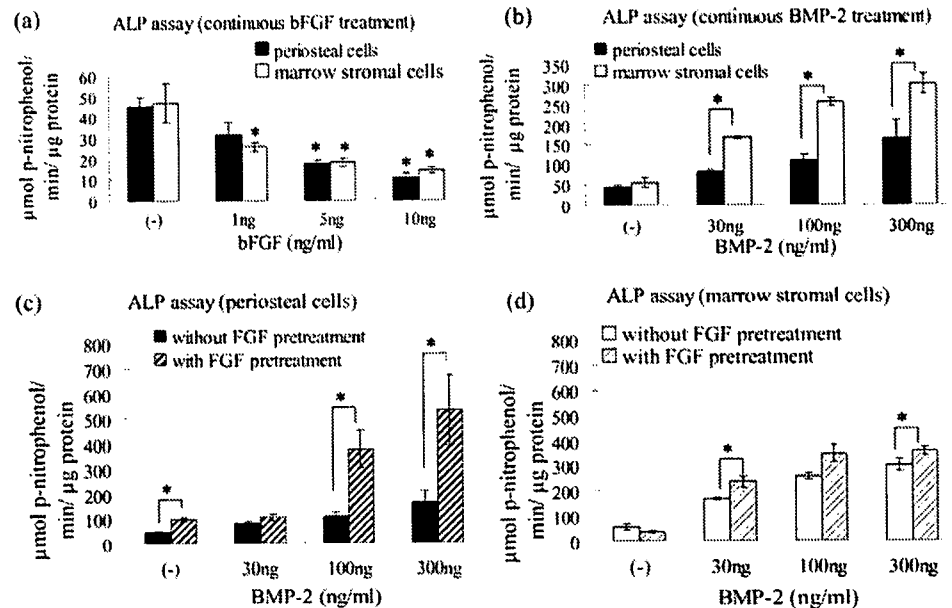 (a) ALP assay (continuous bFGF treatment)
periosteal cells
marrow stromal cells
µmol p-nitrophenol/
min/ µg protein
60
50
40
30
20
10
0
*
* *
* *
(-) 1ng 5ng 10ng
bFGF (ng/ml)
(b) ALP assay (continuous BMP-2 treatment)
periosteal cells
marrow stromal cells
µmol p-nitrophenol/
min/ µg protein
350
300
250
200
150
100
50
0
*
*
*
(-) 30ng 100ng 300ng
BMP-2 (ng/ml)
(c) ALP assay (periosteal cells)
without FGF pretreatment
with FGF pretreatment
µmol p-nitrophenol/
min/ µg protein
800
700
600
500
400
300
200
100
0
*
*
*
(-) 30ng 100ng 300ng
BMP-2 (ng/ml)
(d) ALP assay (marrow stromal cells)
without FGF pretreatment
with FGF pretreatment
µmol p-nitrophenol/
min/ µg protein
800
700
600
500
400
300
200
100
0
*
*
(-) 30ng 100ng 300ng
BMP-2 (ng/ml)